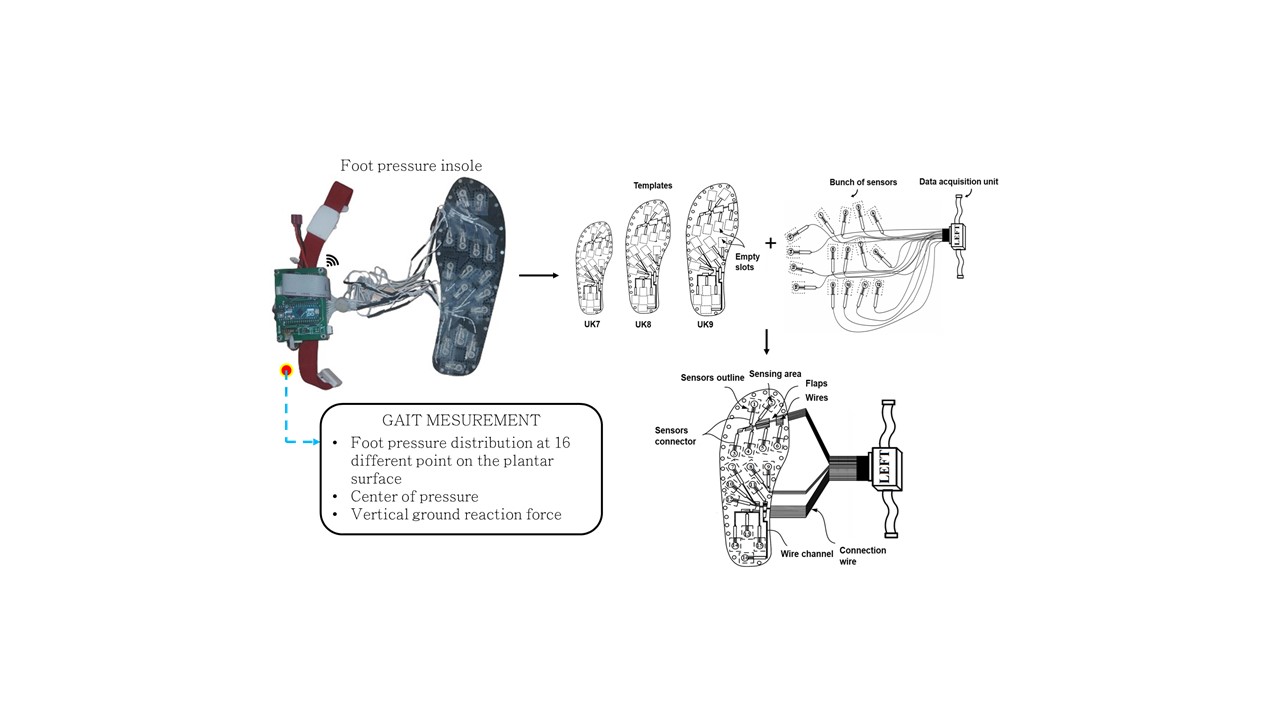 Foot pressure insole
Templates
Empty
slots
UK7
UK8
UK9
+
Bunch of sensors
Data acquisition unit
LEFT
GAIT MESUREMENT
• Foot pressure distribution at 16
different point on the plantar
surface
• Center of pressure
• Vertical ground reaction force
Sensors outline
Sensing area
Flaps
Wires
Sensors
connector
LEFT
Wire channel
Connection
wire